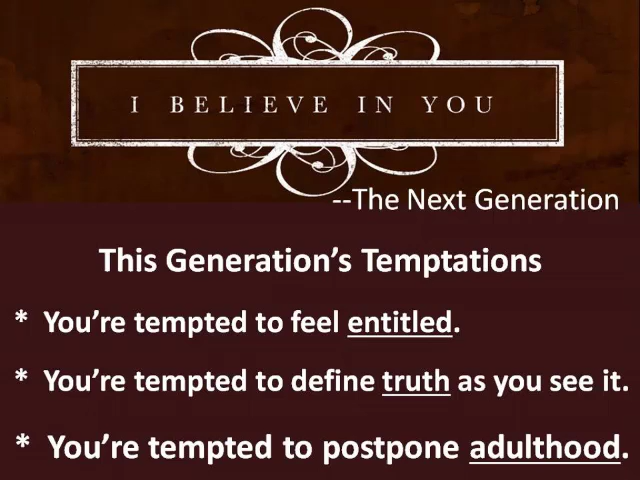 I BELIEVE IN YOU
--The Next Generation
This Generation’s Temptations
* You’re tempted to feel entitled.
* You’re tempted to define truth as you see it.
* You’re tempted to postpone adulthood.